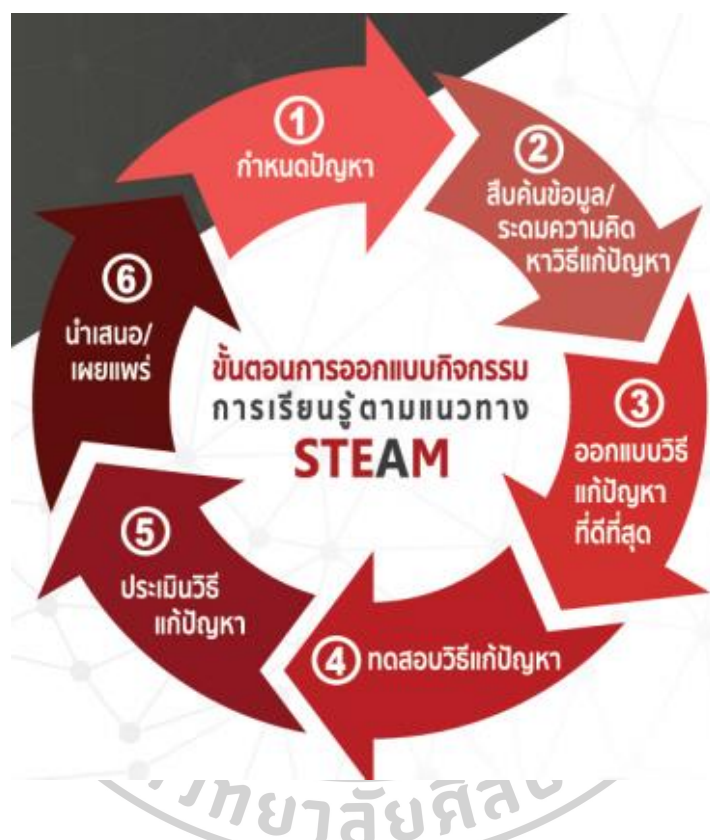 1
กำหนดปัญหา
2
สืบค้นข้อมูล/
ระดมความคิด
หาวิธีแก้ปัญหา
3
ออกแบบวิธี
แก้ปัญหา
ที่ดีที่สุด
4 ทดสอบวิธีแก้ปัญหา
5
ประเมินวิธี
แก้ปัญหา
6
นำเสนอ/
เผยแพร่
ขั้นตอนการออกแบบกิจกรรม
การเรียนรู้ตามแนวทาง
STEAM